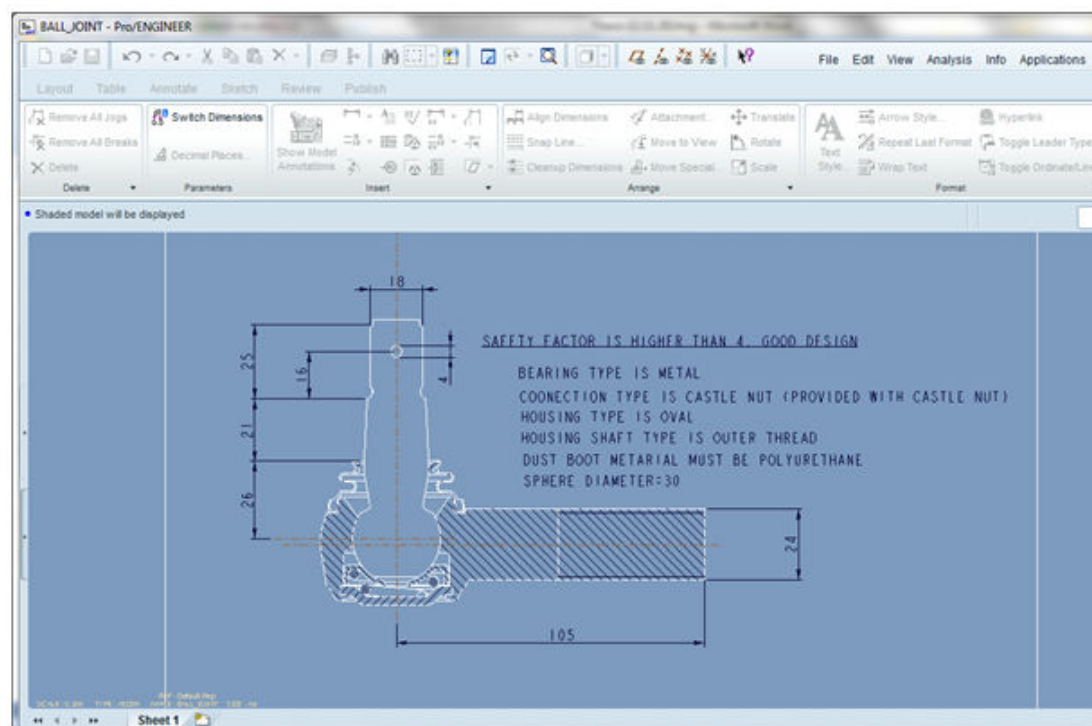 BALL_JOINT - Pro/ENGINEER
File Edit View Analysis Info Applications
Layout Table Annotate Sketch Review Publish
Remove All Jogs
Switch Dimensions
Align Dimensions
Attachment...
Translate
Arrow Style...
Hyperlink
Remove All Breaks
Decimal Places...
Show Model Annotations
Snap Line...
Move to View
Rotate
Text Style...
Repeat Last Format
Toggle Leader Type
Delete
Cleanup Dimensions
Move Special...
Scale
Wrap Text
Toggle Ordinate/Lin
Delete
Parameters
Insert
Arrange
Format
Shaded model will be displayed
18
SAFFTY FACTOR IS HIGHER THAN 4. GOOD DESIGN
25
16
4
BEARING TYPE IS METAL
COONECTION TYPE IS CASTLE NUT (PROVIDED WITH CASTLE NUT)
21
HOUSING TYPE IS OVAL
HOUSING SHAFT TYPE IS OUTER THREAD
DUST BOOT METARIAL MUST BE POLYURETHANE
SPHERE DIAMETER=30
26
24
105
Sheet 1